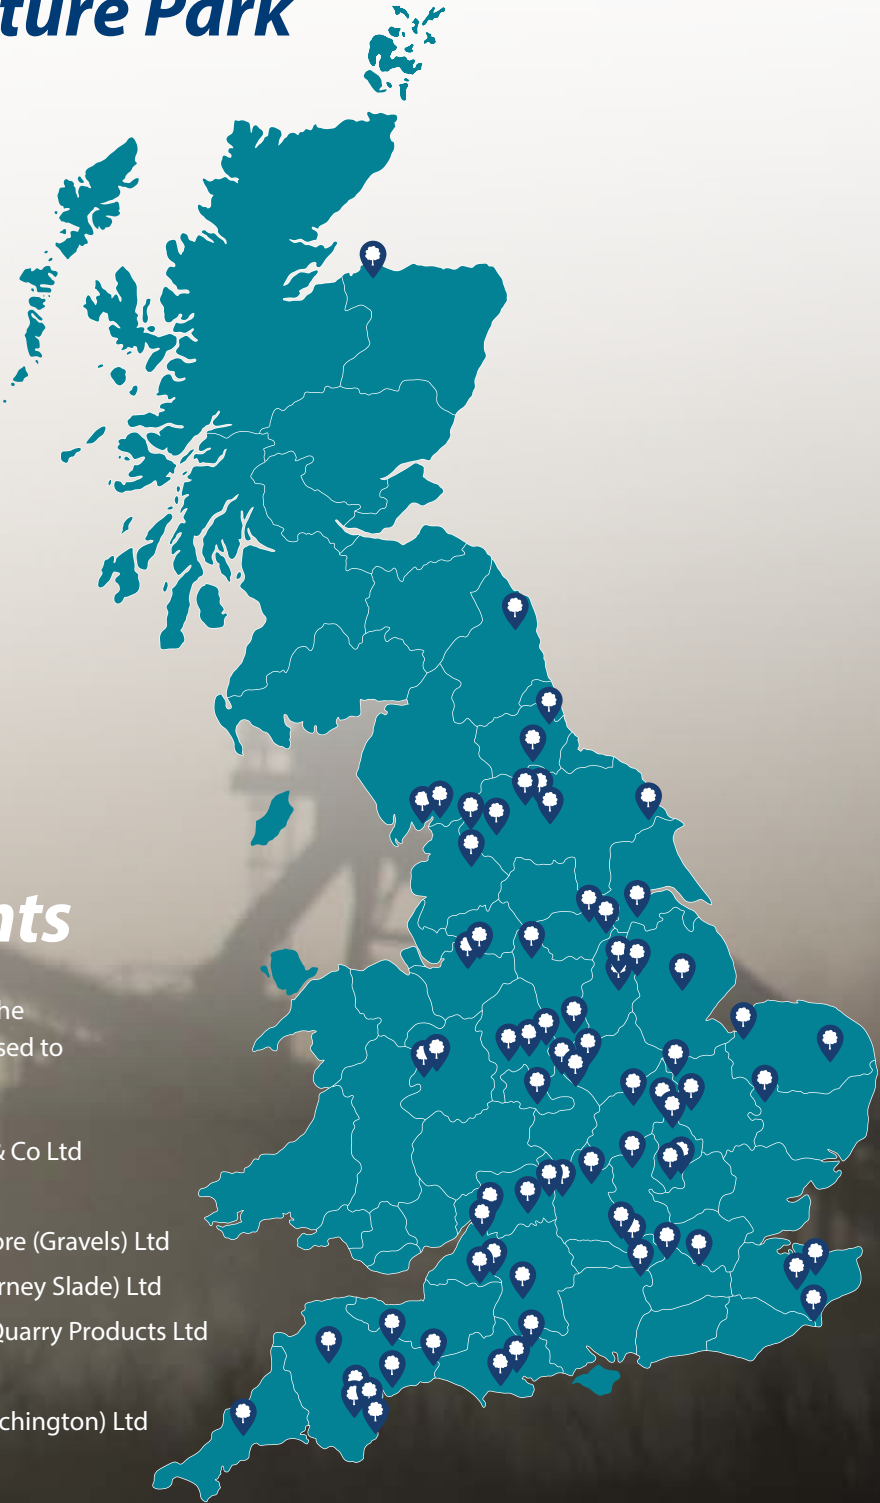 ture Park
nts
he
sed to
& Co Ltd
ore (Gravels) Ltd
rney Slade) Ltd
Quarry Products Ltd
chington) Ltd